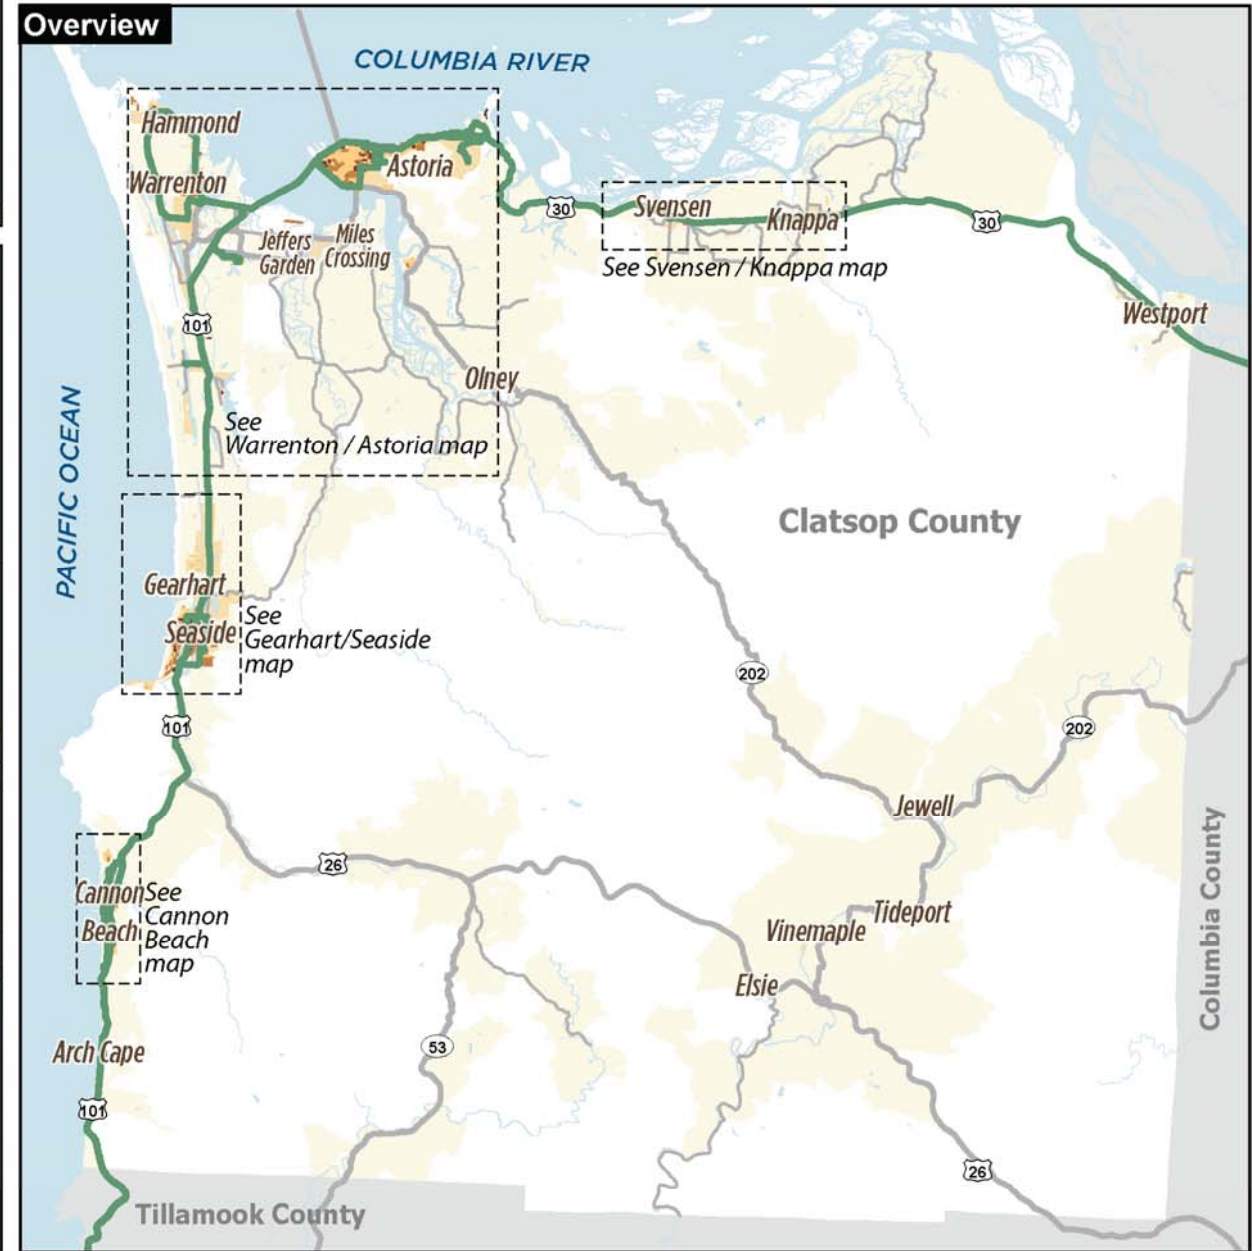 Overview
COLUMBIA RIVER
Hammond
Warrenton
Astoria
Jeffers
Garden
Miles
Crossing
30
Svensen
Knappa
30
See Svensen / Knappa map
Westport
101
Olney
See
Warrenton / Astoria map
PACIFIC OCEAN
Clatsop County
Gearhart
Seaside
See
Gearhart/Seaside
map
202
101
202
Jewell
26
Cannon
Beach
See
Cannon
Beach
map
Tideport
Vinemaple
Elsie
Columbia County
Arch Cape
53
101
26
Tillamook County